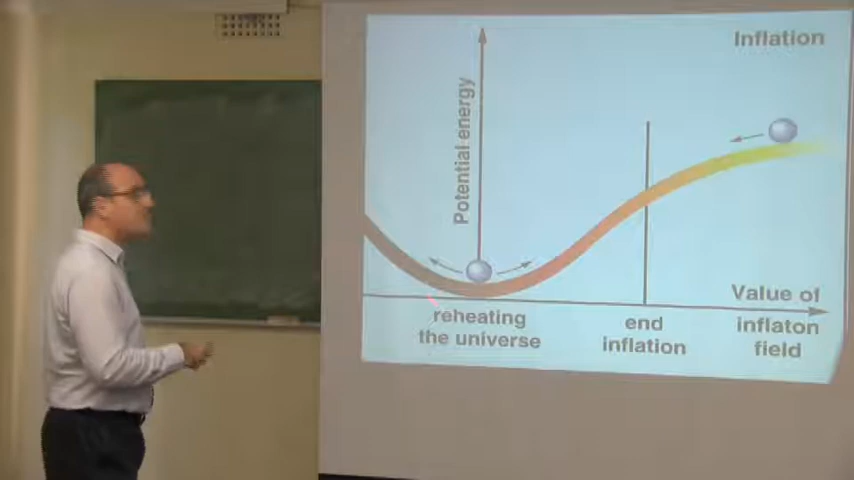 Inflation
Potential energy
Value of
inflaton
field
reheating
the universe
end
inflation